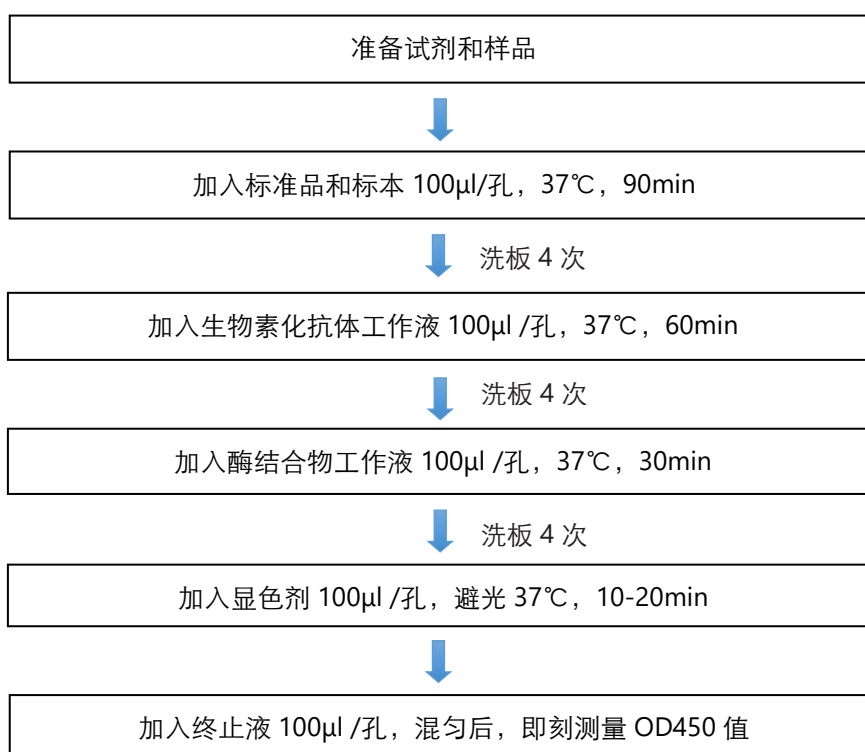 准备试剂和样品
加入标准品和标本 100μl/孔，37℃，90min
洗板 4 次
加入生物素化抗体工作液 100μl /孔，37℃，60min
洗板 4 次
加入酶结合物工作液 100μl /孔，37℃，30min
洗板 4 次
加入显色剂 100μl /孔，避光 37℃，10-20min
加入终止液 100μl /孔，混匀后，即刻测量 OD450 值